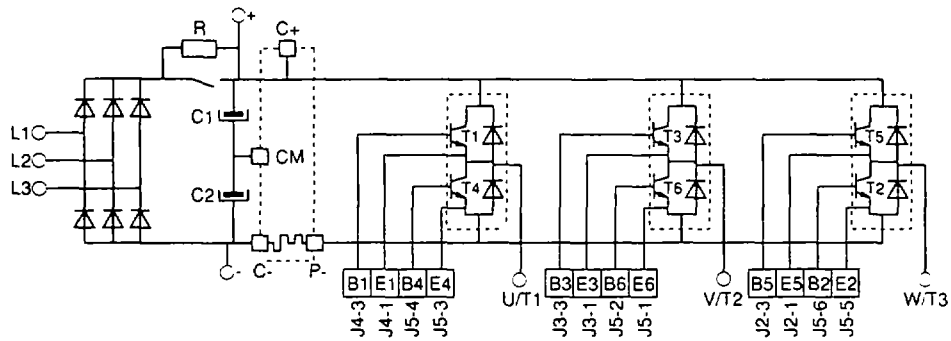 C+
R
C+
L1
L2
L3
C1
CM
C2
T1
T4
T3
T6
T5
T2
C-
C-
P-
B1 E1 B4 E4
U/T1
B3 E3 B6 E6
V/T2
B5 E5 B2 E2
W/T3
J4-3
J4-1
J5-4
J5-3
J3-3
J3-1
J5-2
J5-1
J2-3
J2-1
J5-6
J5-5